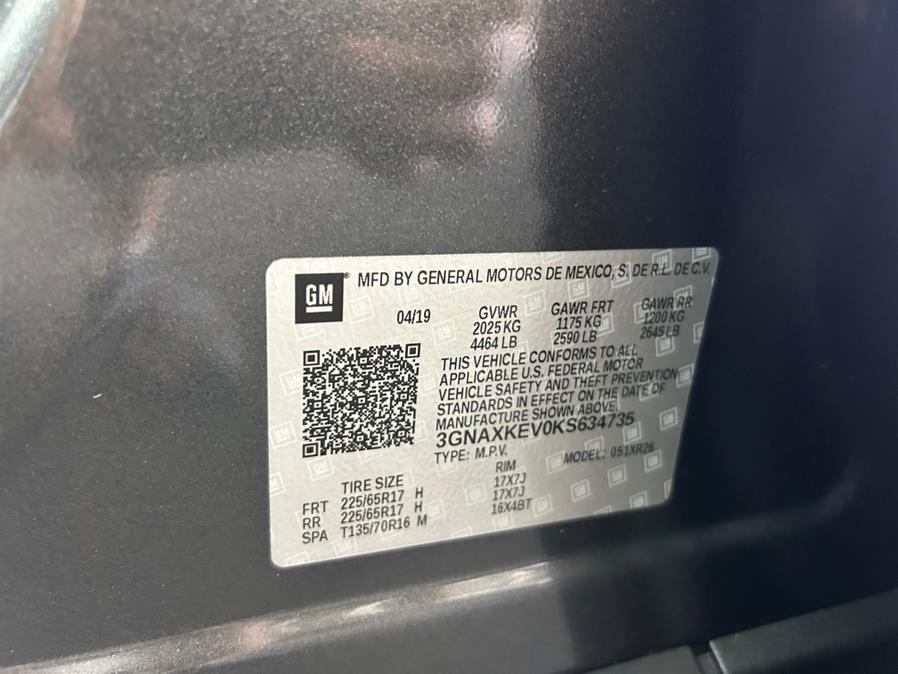 GM® MFD BY GENERAL MOTORS DE MEXICO, S. DE R.L. DE C.V.
04/19 GVWR GAWR FRT GAWR RR
2025 KG 1175 KG 1200 KG
4464 LB 2590 LB 2645 LB
THIS VEHICLE CONFORMS TO ALL
APPLICABLE U.S. FEDERAL MOTOR
VEHICLE SAFETY AND THEFT PREVENTION
STANDARDS IN EFFECT ON THE DATE OF
MANUFACTURE SHOWN ABOVE.
3GNAXKEV0KS634735
TYPE: M.P.V. MODEL: 051XR26
TIRE SIZE RIM
FRT 225/65R17 H 17X7J
RR 225/65R17 H 17X7J
SPA T135/70R16 M 16X4BT